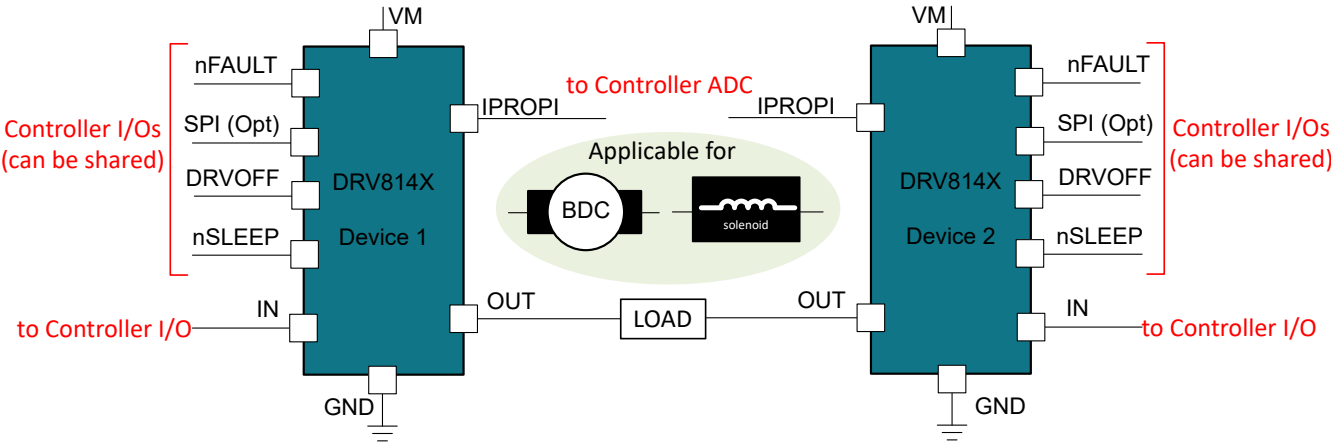 VM
nFAULT
SPI (Opt)
DRVOFF
nSLEEP
IN
Controller I/Os
(can be shared)
to Controller I/O
DRV814X
Device 1
IPROPI
OUT
GND
to Controller ADC
Applicable for
BDC
solenoid
LOAD
VM
IPROPI
OUT
DRV814X
Device 2
nFAULT
SPI (Opt)
DRVOFF
nSLEEP
IN
Controller I/Os
(can be shared)
to Controller I/O
GND